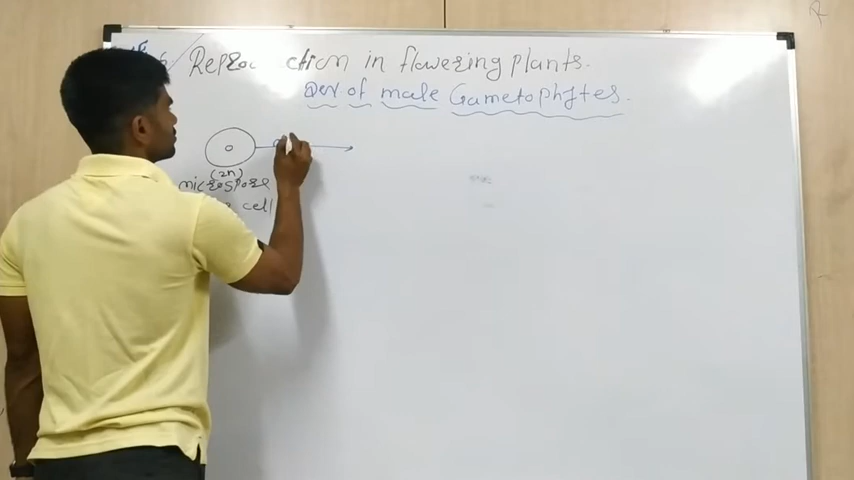 Reproduction in flowering plants.
Dev of male Gametophytes.
(2n)
microspore
cell